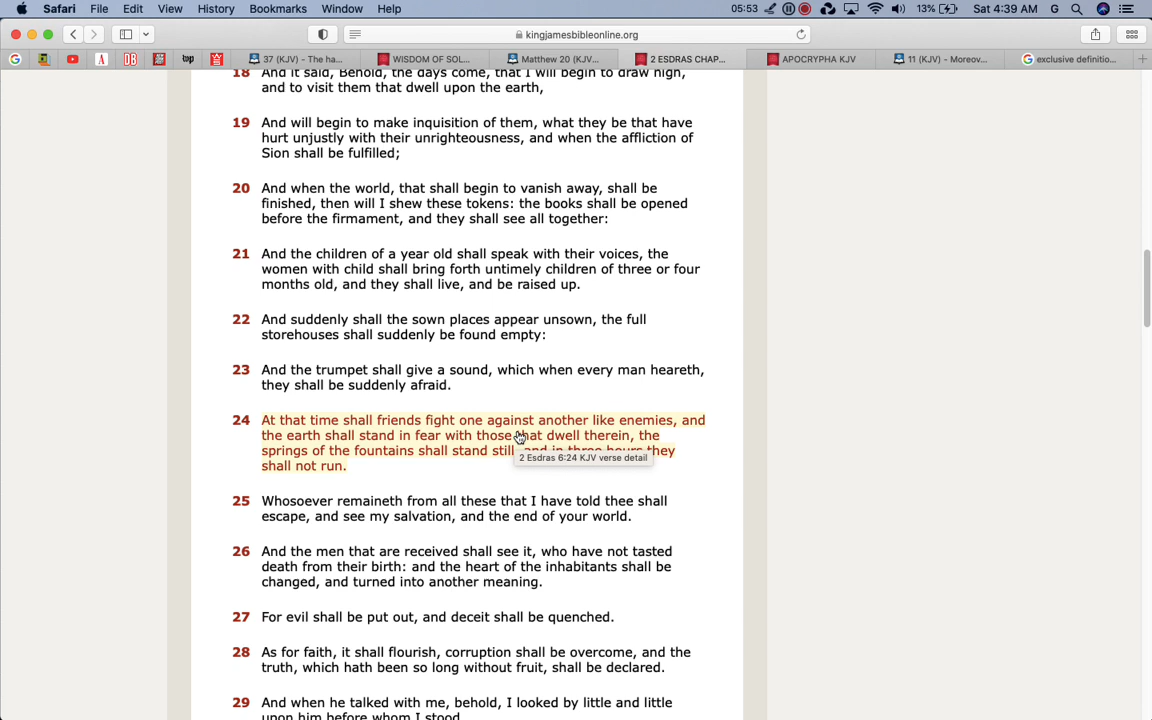 Safari File Edit View History Bookmarks Window Help 05:53 13% Sat 4:39 AM G
kingjamesbibleonline.org
37 (KJV) - The ha... WISDOM OF SOL... Matthew 20 (KJV... 2 ESDRAS CHAP... APOCRYPHA KJV 11 (KJV) - Moreov... exclusive definitio...
18 And it said, Behold, the days come, that I will begin to draw nigh,
and to visit them that dwell upon the earth,
19 And will begin to make inquisition of them, what they be that have
hurt unjustly with their unrighteousness, and when the affliction of
Sion shall be fulfilled;
20 And when the world, that shall begin to vanish away, shall be
finished, then will I shew these tokens: the books shall be opened
before the firmament, and they shall see all together:
21 And the children of a year old shall speak with their voices, the
women with child shall bring forth untimely children of three or four
months old, and they shall live, and be raised up.
22 And suddenly shall the sown places appear unsown, the full
storehouses shall suddenly be found empty:
23 And the trumpet shall give a sound, which when every man heareth,
they shall be suddenly afraid.
24 At that time shall friends fight one against another like enemies, and
the earth shall stand in fear with those that dwell therein, the
springs of the fountains shall stand still, and in three hours they
shall not run.
2 Esdras 6:24 KJV verse detail
25 Whosoever remaineth from all these that I have told thee shall
escape, and see my salvation, and the end of your world.
26 And the men that are received shall see it, who have not tasted
death from their birth: and the heart of the inhabitants shall be
changed, and turned into another meaning.
27 For evil shall be put out, and deceit shall be quenched.
28 As for faith, it shall flourish, corruption shall be overcome, and the
truth, which hath been so long without fruit, shall be declared.
29 And when he talked with me, behold, I looked by little and little
upon him before whom I stood.